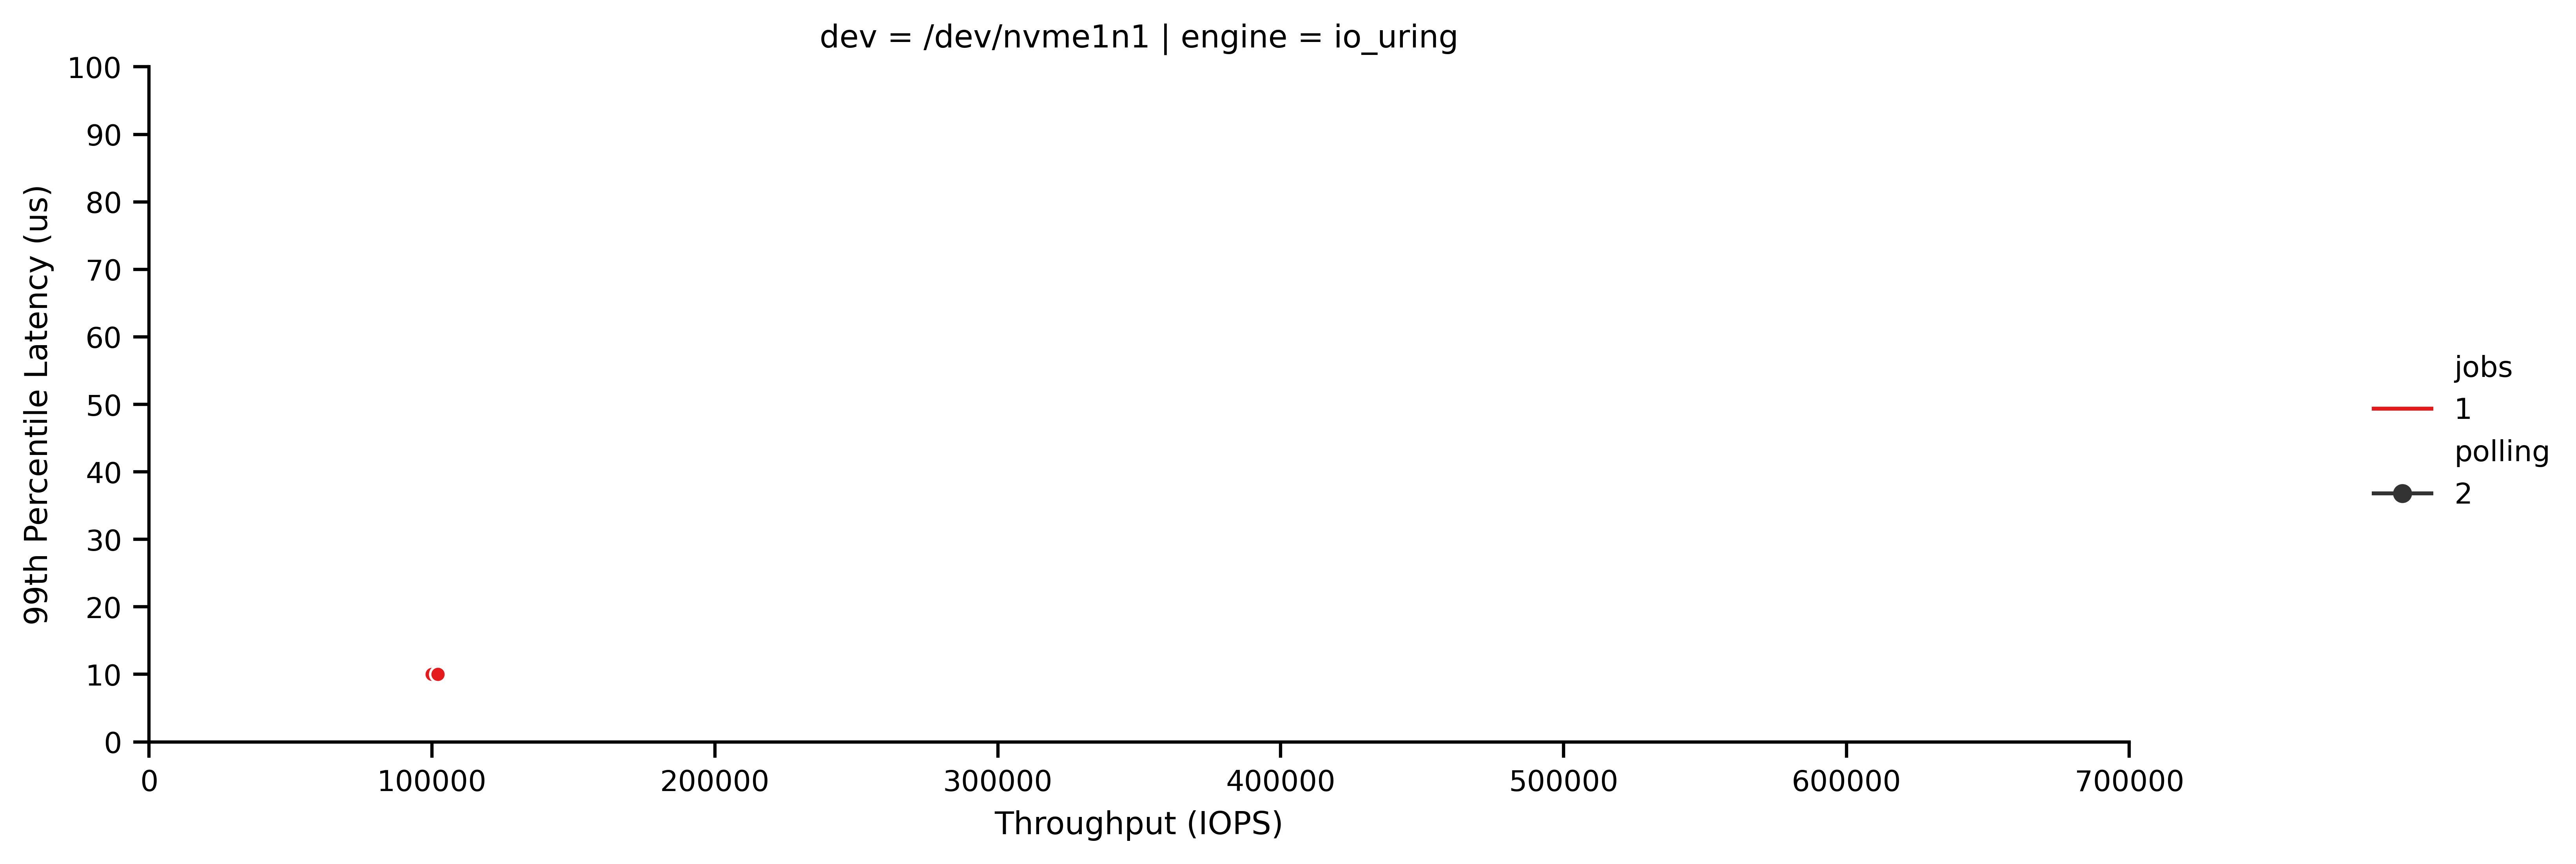 dev = /dev/nvme1n1 | engine = io_uring
99th Percentile Latency (us)
100
90
80
70
60
50
40
30
20
10
0
0 100000 200000 300000 400000 500000 600000 700000
Throughput (IOPS)
jobs
1
polling
2